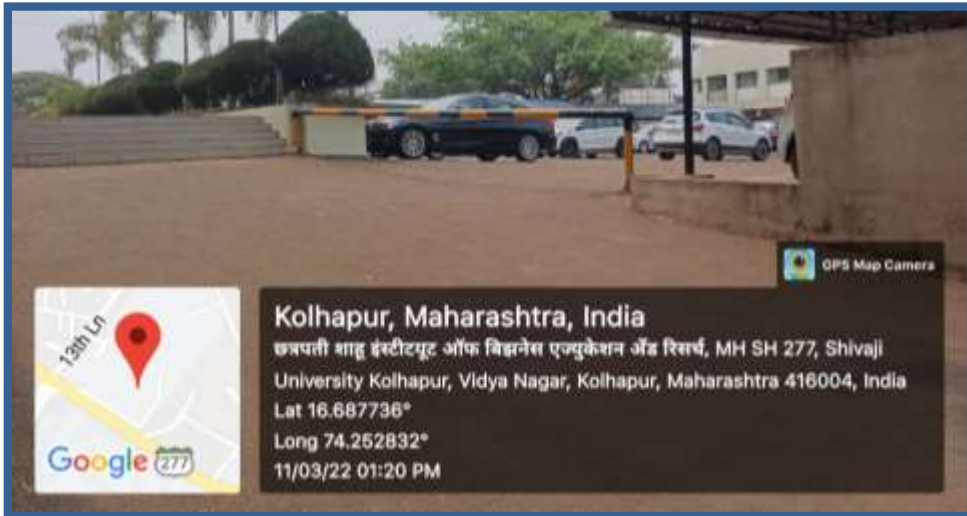 GPS Map Camera
Kolhapur, Maharashtra, India
छत्रपती शाहू इंस्टीटयूट ऑफ बिझनेस एज्युकेशन अँड रिसर्च, MH SH 277, Shivaji
University Kolhapur, Vidya Nagar, Kolhapur, Maharashtra 416004, India
Lat 16.687736°
Long 74.252832°
11/03/22 01:20 PM
13th Ln
Google 277